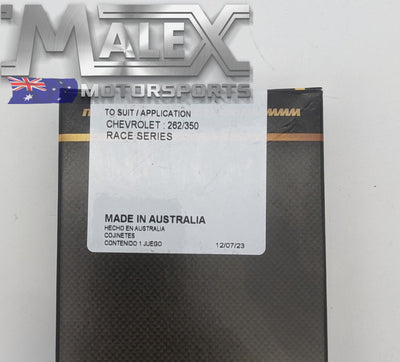 MALEX
MOTORSPORTS
TO SUIT / APPLICATION
CHEVROLET : 262/350
RACE SERIES
MADE IN AUSTRALIA
HECHO EN AUSTRALIA
COJINETES
CONTENIDO 1 JUEGO
12/07/23